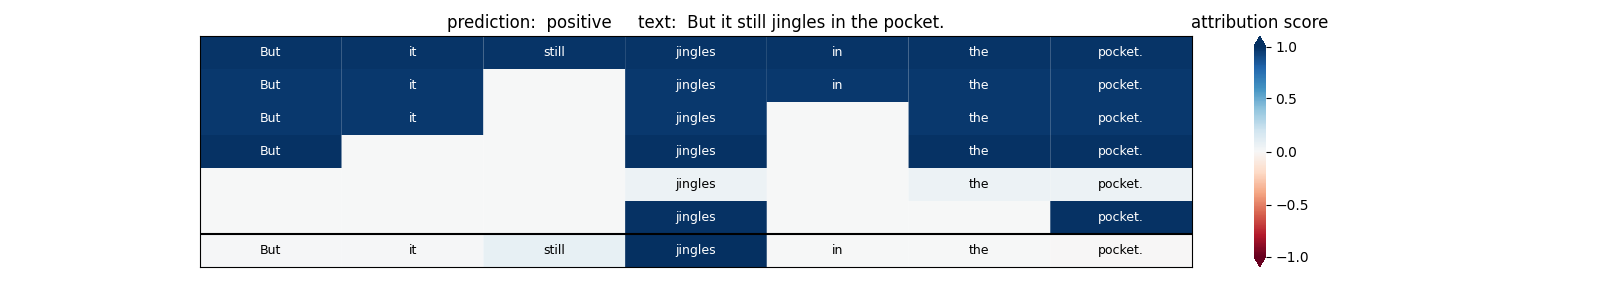 prediction:  positive     text:  But it still jingles in the pocket.
attribution score
But it still jingles in the pocket.
But it jingles in the pocket.
But it jingles the pocket.
But jingles the pocket.
jingles the pocket.
jingles pocket.
But it still jingles in the pocket.
1.0
0.5
0.0
−0.5
−1.0